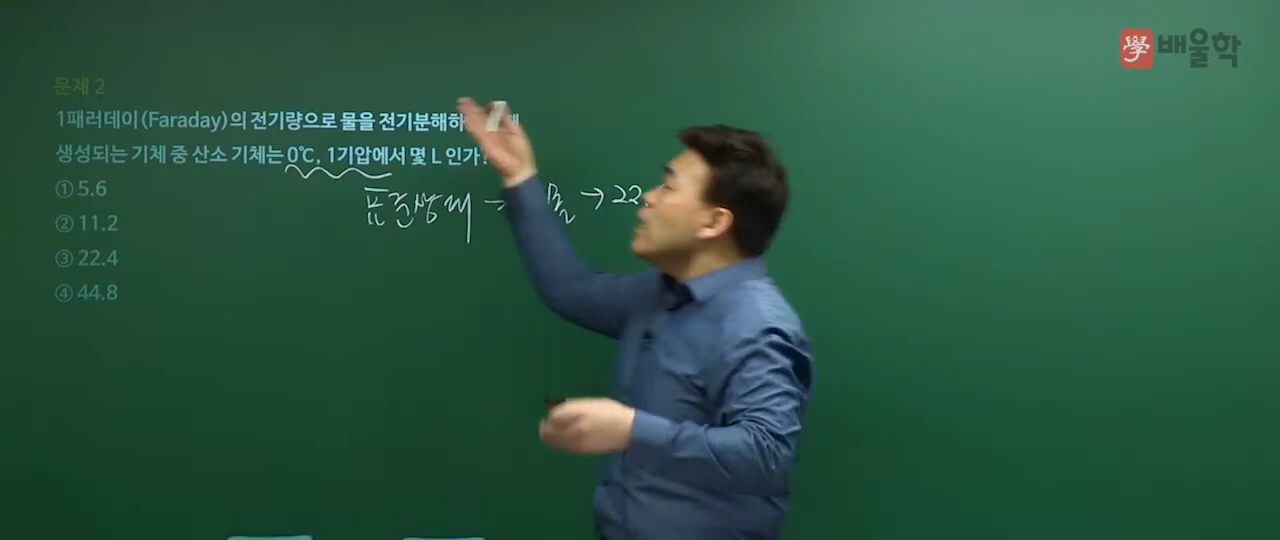 學 배울학
문제 2
1패러데이(Faraday)의 전기량으로 물을 전기분해하
생성되는 기체 중 산소 기체는 0℃, 1기압에서 몇 L 인가?
표준상태 → 몰 → 22.
① 5.6
② 11.2
③ 22.4
④ 44.8